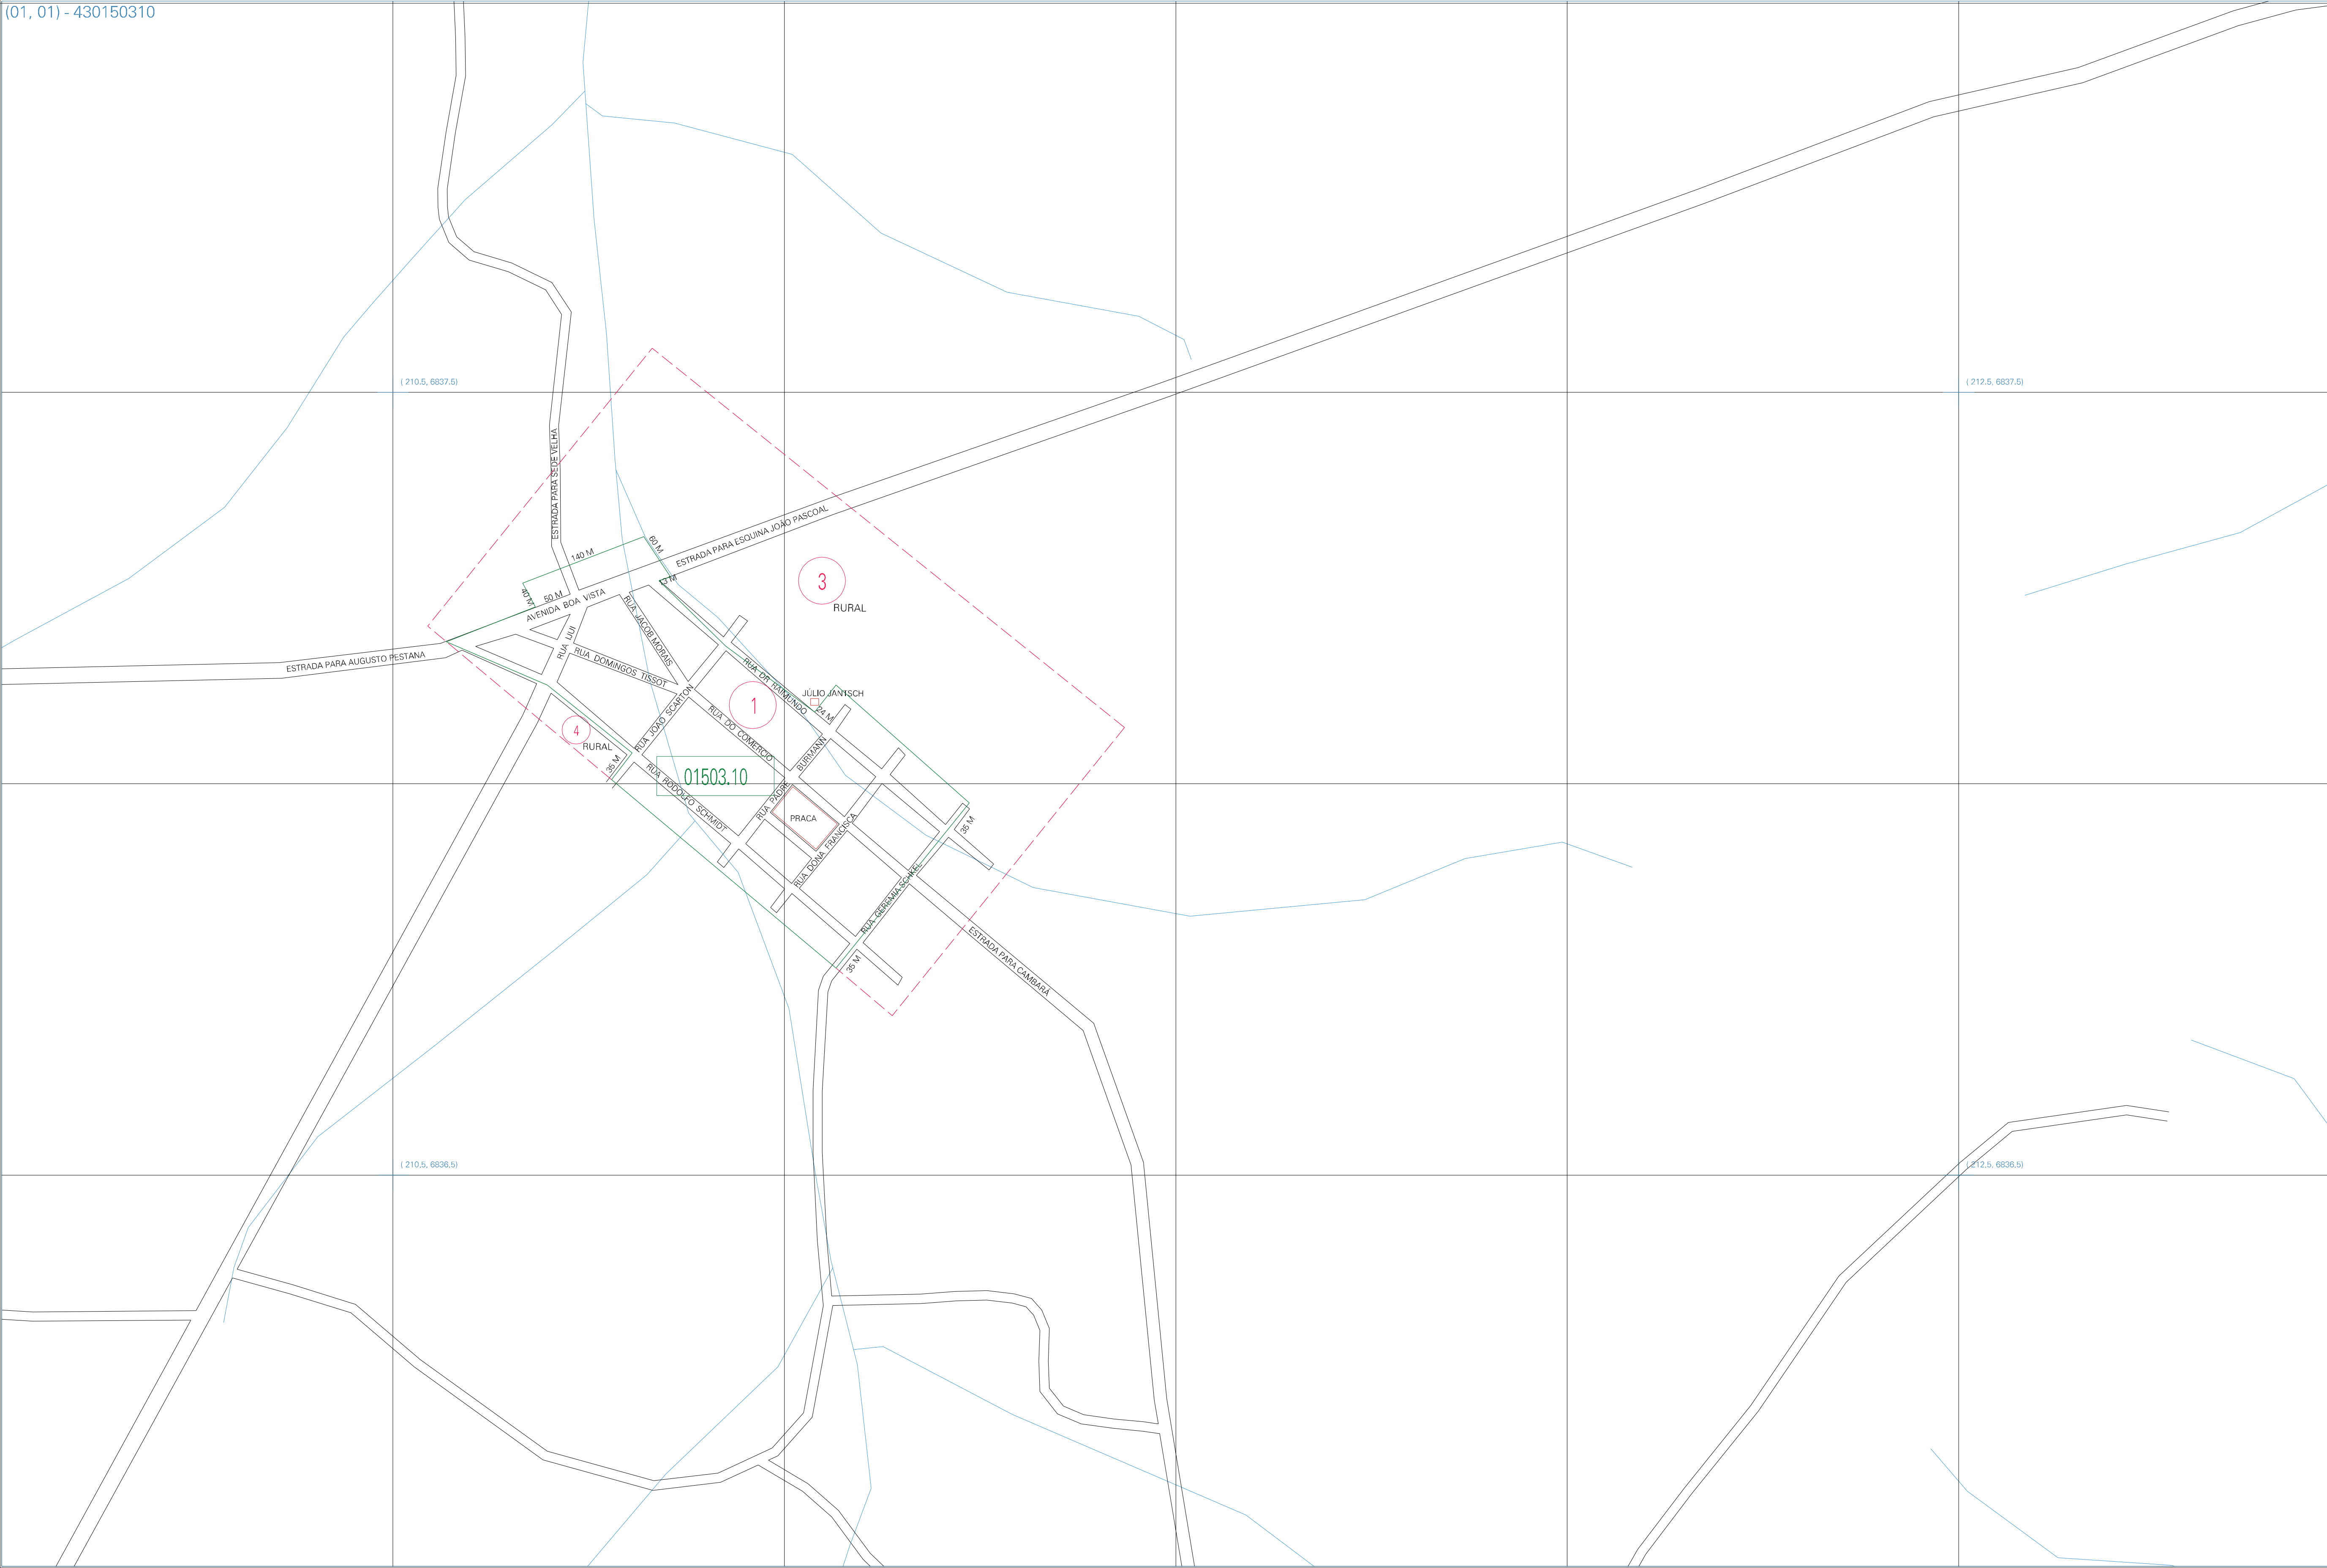 (01, 01) - 430150310
( 210.5, 6837.5)
( 212.5, 6837.5)
ESTRADA PARA SEDE VELHA
ESTRADA PARA ESQUINA JOÃO PASCOAL
60 M
140 M
13 M
3
RURAL
40 M
50 M
AVENIDA BOA VISTA
RUA IJUI
RUA JACOB MORAIS
RUA DOMINGOS TISSOT
ESTRADA PARA AUGUSTO PESTANA
RUA DR RAIMUNDO
JÚLIO JANTSCH
24 M
1
RUA JOAO SCARTON
RUA DO COMERCIO
4
RURAL
35 M
RUA RODOLFO SCHMIDT
01503.10
RUA PADRE BURMANN
PRACA
RUA DONA FRANCISCA
35 M
RUA GEREMIA SCHKEL
ESTRADA PARA CAMBARÁ
35 M
( 210.5, 6836.5)
( 212.5, 6836.5)